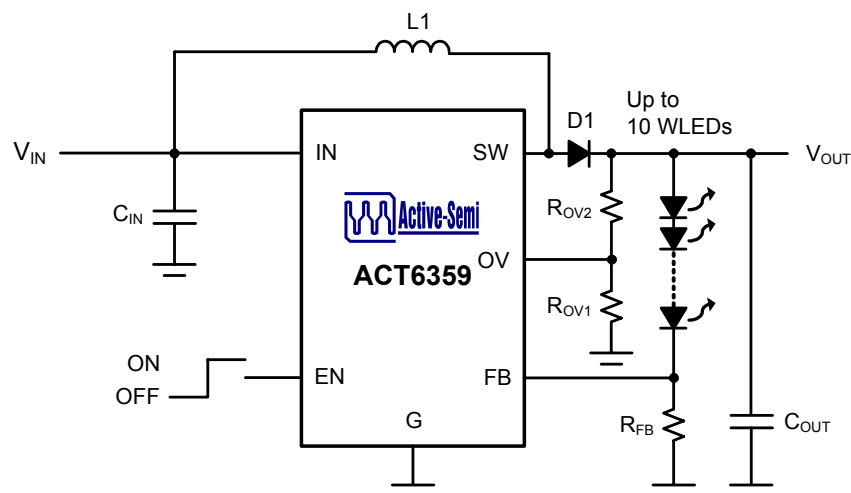 L1
Up to
10 WLEDs
D1
VIN
IN
SW
VOUT
CIN
Active-Semi
ROV2
OV
ACT6359
ROV1
ON
OFF
EN
FB
G
RFB
COUT